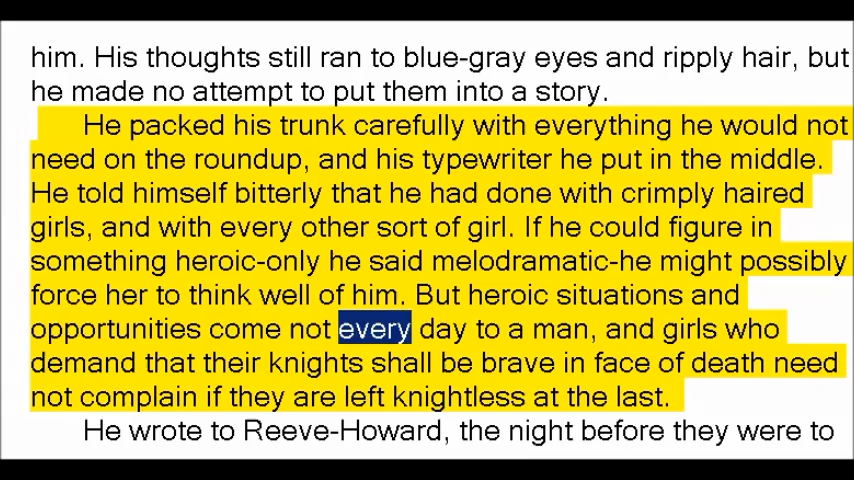 him. His thoughts still ran to blue-gray eyes and ripply hair, but
he made no attempt to put them into a story.
He packed his trunk carefully with everything he would not
need on the roundup, and his typewriter he put in the middle.
He told himself bitterly that he had done with crimply haired
girls, and with every other sort of girl. If he could figure in
something heroic-only he said melodramatic-he might possibly
force her to think well of him. But heroic situations and
opportunities come not every day to a man, and girls who
demand that their knights shall be brave in face of death need
not complain if they are left knightless at the last.
He wrote to Reeve-Howard, the night before they were to